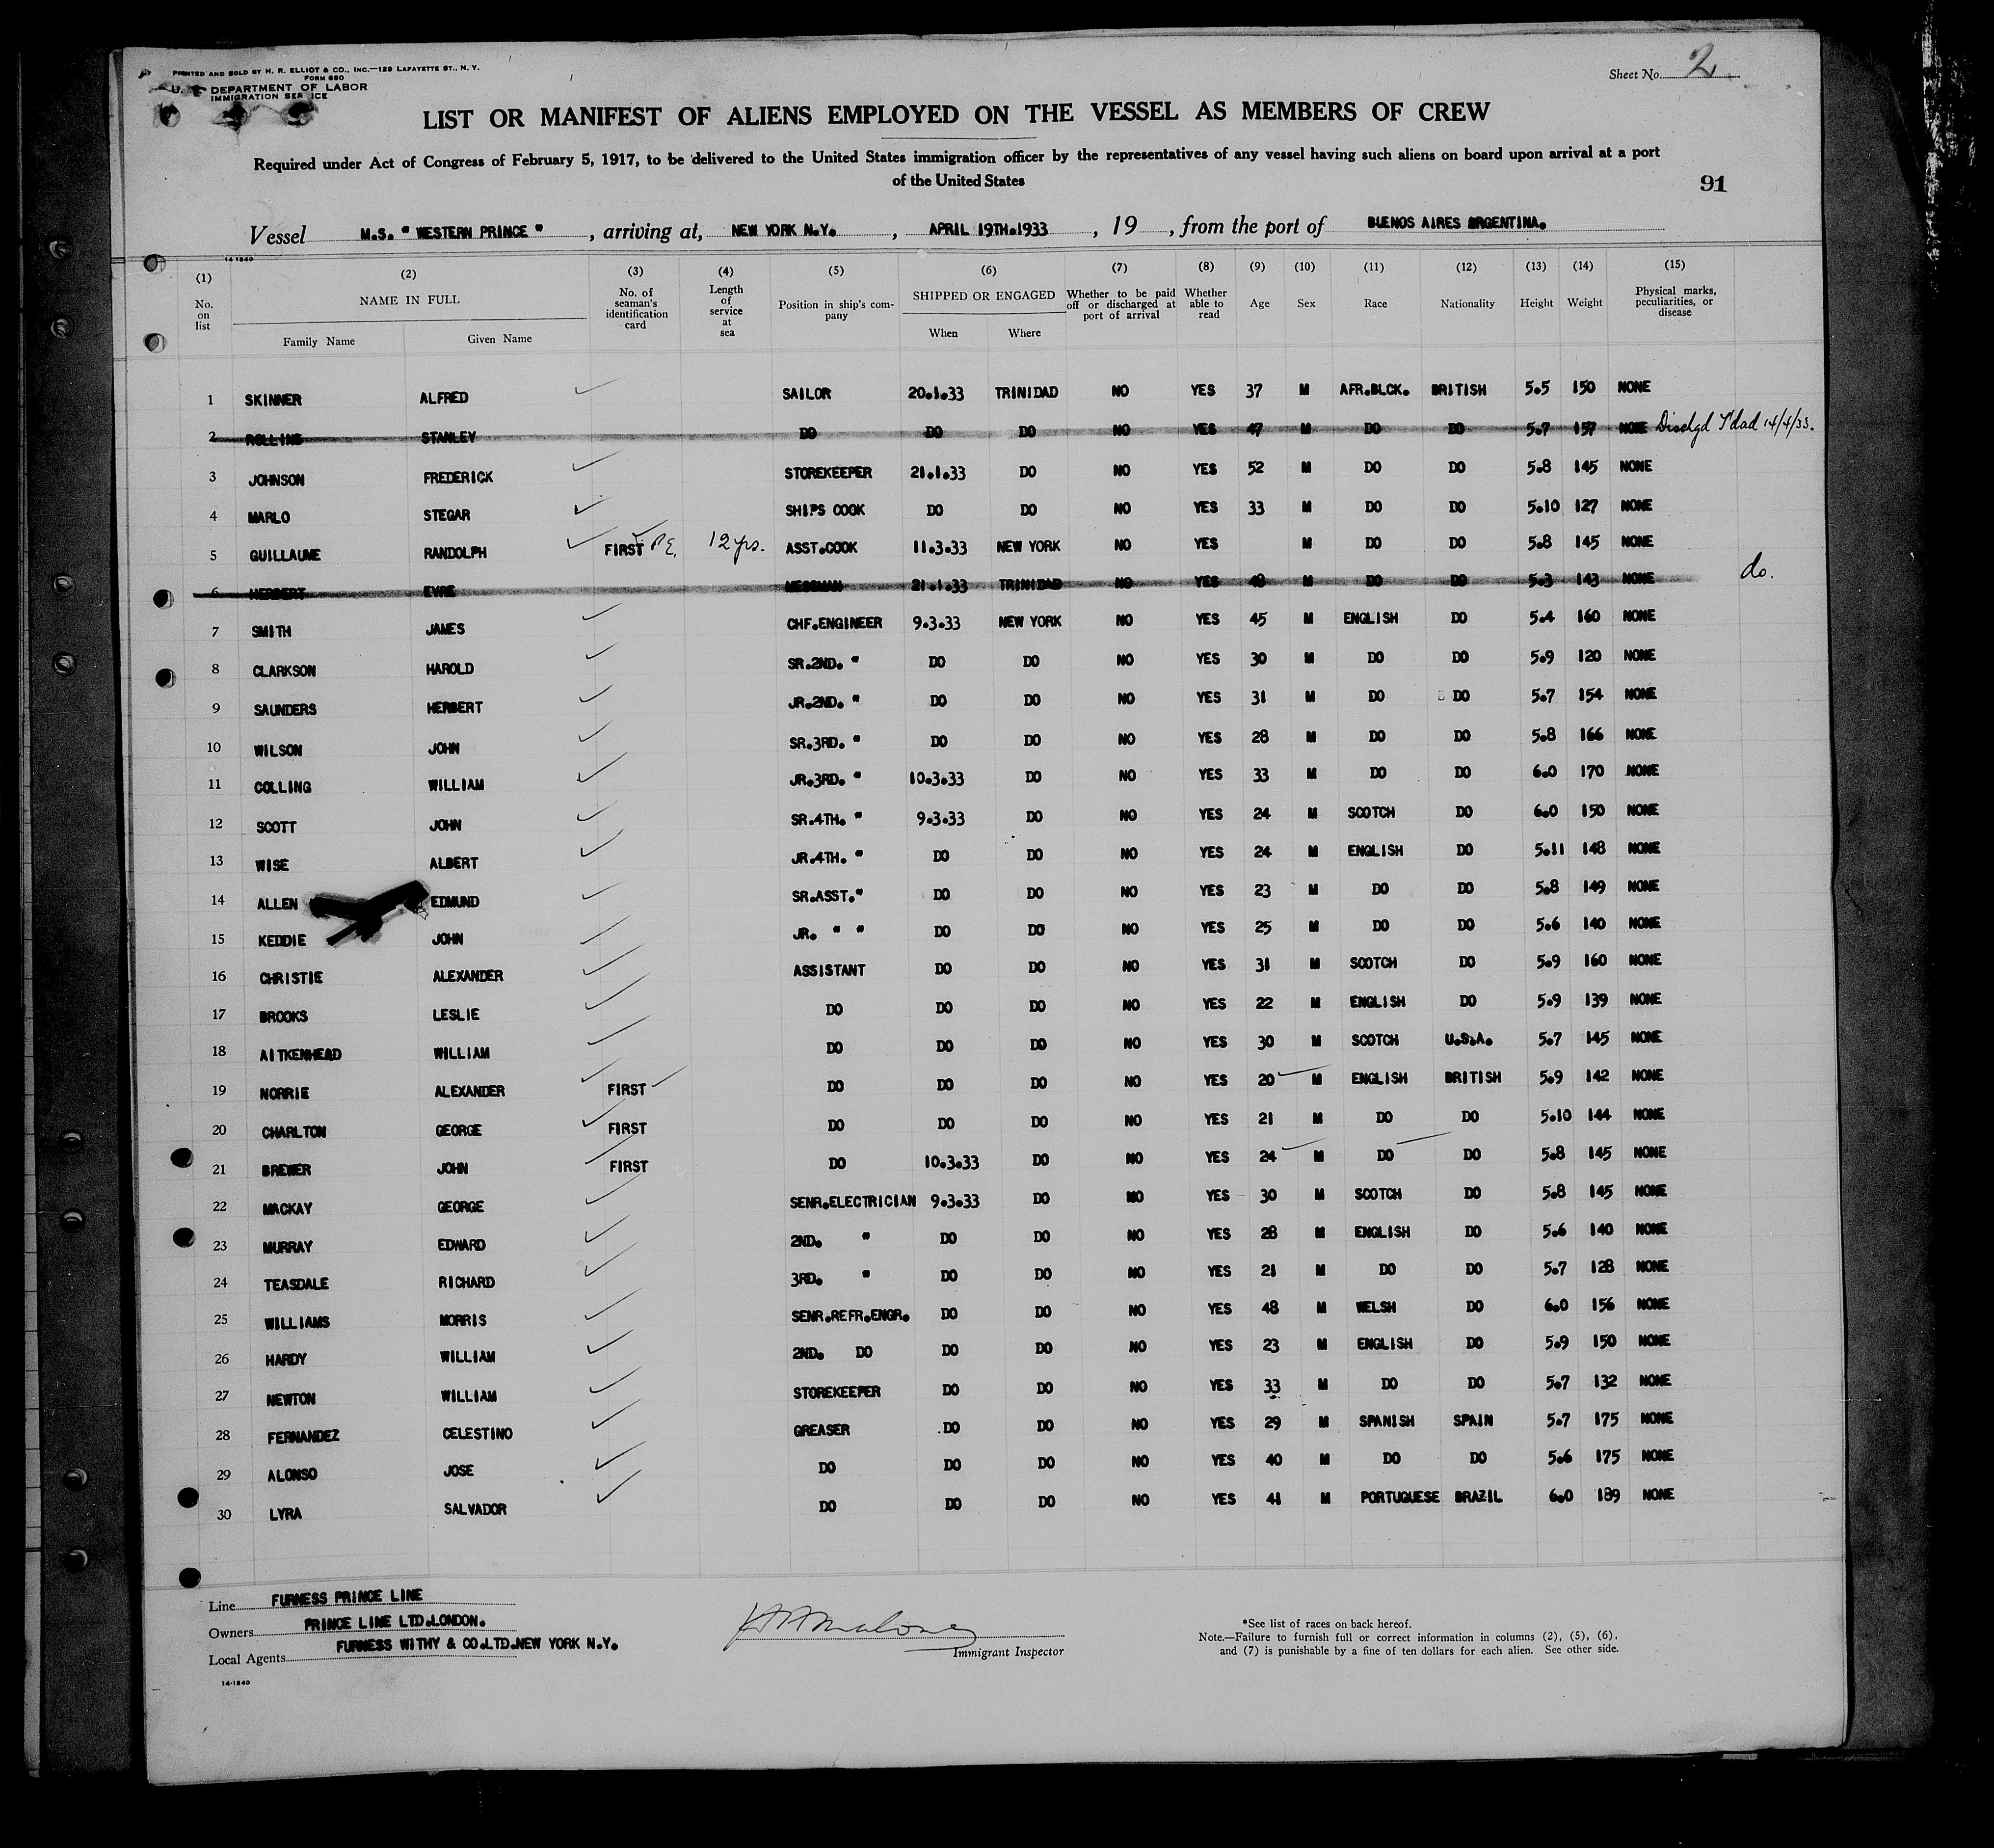 PRINTED AND SOLD BY H. R. ELLIOT & CO., INC.—129 LAFAYETTE ST., N. Y.
FORM 680
U. S. DEPARTMENT OF LABOR
IMMIGRATION SERVICE
Sheet No. 2
LIST OR MANIFEST OF ALIENS EMPLOYED ON THE VESSEL AS MEMBERS OF CREW
Required under Act of Congress of February 5, 1917, to be delivered to the United States immigration officer by the representatives of any vessel having such aliens on board upon arrival at a port
of the United States
91
Vessel M.S. " WESTERN PRINCE ", arriving at, NEW YORK N.Y. , APRIL 19TH.1933 , 19 , from the port of BUENOS AIRES ARGENTINA.
14-1840
(1) No. on list (2) NAME IN FULL Family Name Given Name (3) No. of seaman's identification card (4) Length of service at sea (5) Position in ship's company (6) SHIPPED OR ENGAGED When Where (7) Whether to be paid off or discharged at port of arrival (8) Whether able to read (9) Age (10) Sex (11) Race (12) Nationality (13) Height (14) Weight (15) Physical marks, peculiarities, or disease
1 SKINNER ALFRED SAILOR 20.1.33 TRINIDAD NO YES 37 M AFR.BLCK. BRITISH 5.5 150 NONE
2 ROLLINS STANLEY DO DO DO NO YES 47 M DO DO 5.7 157 NONE Dischgd T'dad 14/4/33.
3 JOHNSON FREDERICK STOREKEEPER 21.1.33 DO NO YES 52 M DO DO 5.8 145 NONE
4 MARLO STEGAR SHIPS COOK DO DO NO YES 33 M DO DO 5.10 127 NONE
5 GUILLAUME RANDOLPH FIRST P.E. 12 yrs. ASST.COOK 11.3.33 NEW YORK NO YES M DO DO 5.8 145 NONE
6 HERBERT EYRE MESSMAN 21.1.33 TRINIDAD NO YES 48 M DO DO 5.3 143 NONE do.
7 SMITH JAMES CHF.ENGINEER 9.3.33 NEW YORK NO YES 45 M ENGLISH DO 5.4 160 NONE
8 CLARKSON HAROLD SR.2ND. " DO DO NO YES 30 M DO DO 5.9 120 NONE
9 SAUNDERS HERBERT JR.2ND. " DO DO NO YES 31 M DO DO 5.7 154 NONE
10 WILSON JOHN SR.3RD. " DO DO NO YES 28 M DO DO 5.8 166 NONE
11 COLLING WILLIAM JR.3RD. " 10.3.33 DO NO YES 33 M DO DO 6.0 170 NONE
12 SCOTT JOHN SR.4TH. " 9.3.33 DO NO YES 24 M SCOTCH DO 6.0 150 NONE
13 WISE ALBERT JR.4TH. " DO DO NO YES 24 M ENGLISH DO 5.11 148 NONE
14 ALLEN EDMUND SR.ASST." DO DO NO YES 23 M DO DO 5.8 149 NONE
15 KEDDIE JOHN JR. " " DO DO NO YES 25 M DO DO 5.6 140 NONE
16 CHRISTIE ALEXANDER ASSISTANT DO DO NO YES 31 M SCOTCH DO 5.9 160 NONE
17 BROOKS LESLIE DO DO DO NO YES 22 M ENGLISH DO 5.9 139 NONE
18 AITKENHEAD WILLIAM DO DO DO NO YES 30 M SCOTCH U.S.A. 5.7 145 NONE
19 NORRIE ALEXANDER FIRST DO DO DO NO YES 20 M ENGLISH BRITISH 5.9 142 NONE
20 CHARLTON GEORGE FIRST DO DO DO NO YES 21 M DO DO 5.10 144 NONE
21 BREWER JOHN FIRST DO 10.3.33 DO NO YES 24 M DO DO 5.8 145 NONE
22 MACKAY GEORGE SENR.ELECTRICIAN 9.3.33 DO NO YES 30 M SCOTCH DO 5.8 145 NONE
23 MURRAY EDWARD 2ND. " DO DO NO YES 28 M ENGLISH DO 5.6 140 NONE
24 TEASDALE RICHARD 3RD. " DO DO NO YES 21 M DO DO 5.7 128 NONE
25 WILLIAMS MORRIS SENR.REFR.ENGR. DO DO NO YES 48 M WELSH DO 6.0 156 NONE
26 HARDY WILLIAM 2ND. DO DO DO NO YES 23 M ENGLISH DO 5.9 150 NONE
27 NEWTON WILLIAM STOREKEEPER DO DO NO YES 33 M DO DO 5.7 132 NONE
28 FERNANDEZ CELESTINO GREASER DO DO NO YES 29 M SPANISH SPAIN 5.7 175 NONE
29 ALONSO JOSE DO DO DO NO YES 40 M DO DO 5.6 175 NONE
30 LYRA SALVADOR DO DO DO NO YES 41 M PORTUGUESE BRAZIL 6.0 189 NONE
Line FURNESS PRINCE LINE
Owners PRINCE LINE LTD.LONDON.
Local Agents FURNESS WITHY & CO.LTD.NEW YORK N.Y.
14-1840
Malone
Immigrant Inspector
*See list of races on back hereof.
Note.—Failure to furnish full or correct information in columns (2), (5), (6),
and (7) is punishable by a fine of ten dollars for each alien. See other side.